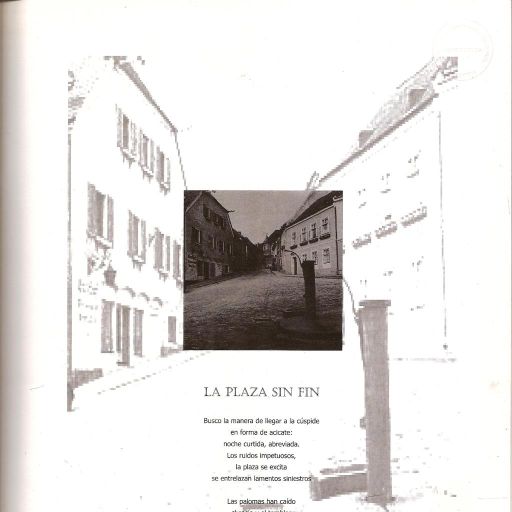 LA PLAZA SIN FIN
Busco la manera de llegar a la cúspide
en forma de acicate:
noche curtida, abreviada.
Los ruidos impetuosos,
la plaza se excita
se entrelazan lamentos siniestros
Las palomas han caído